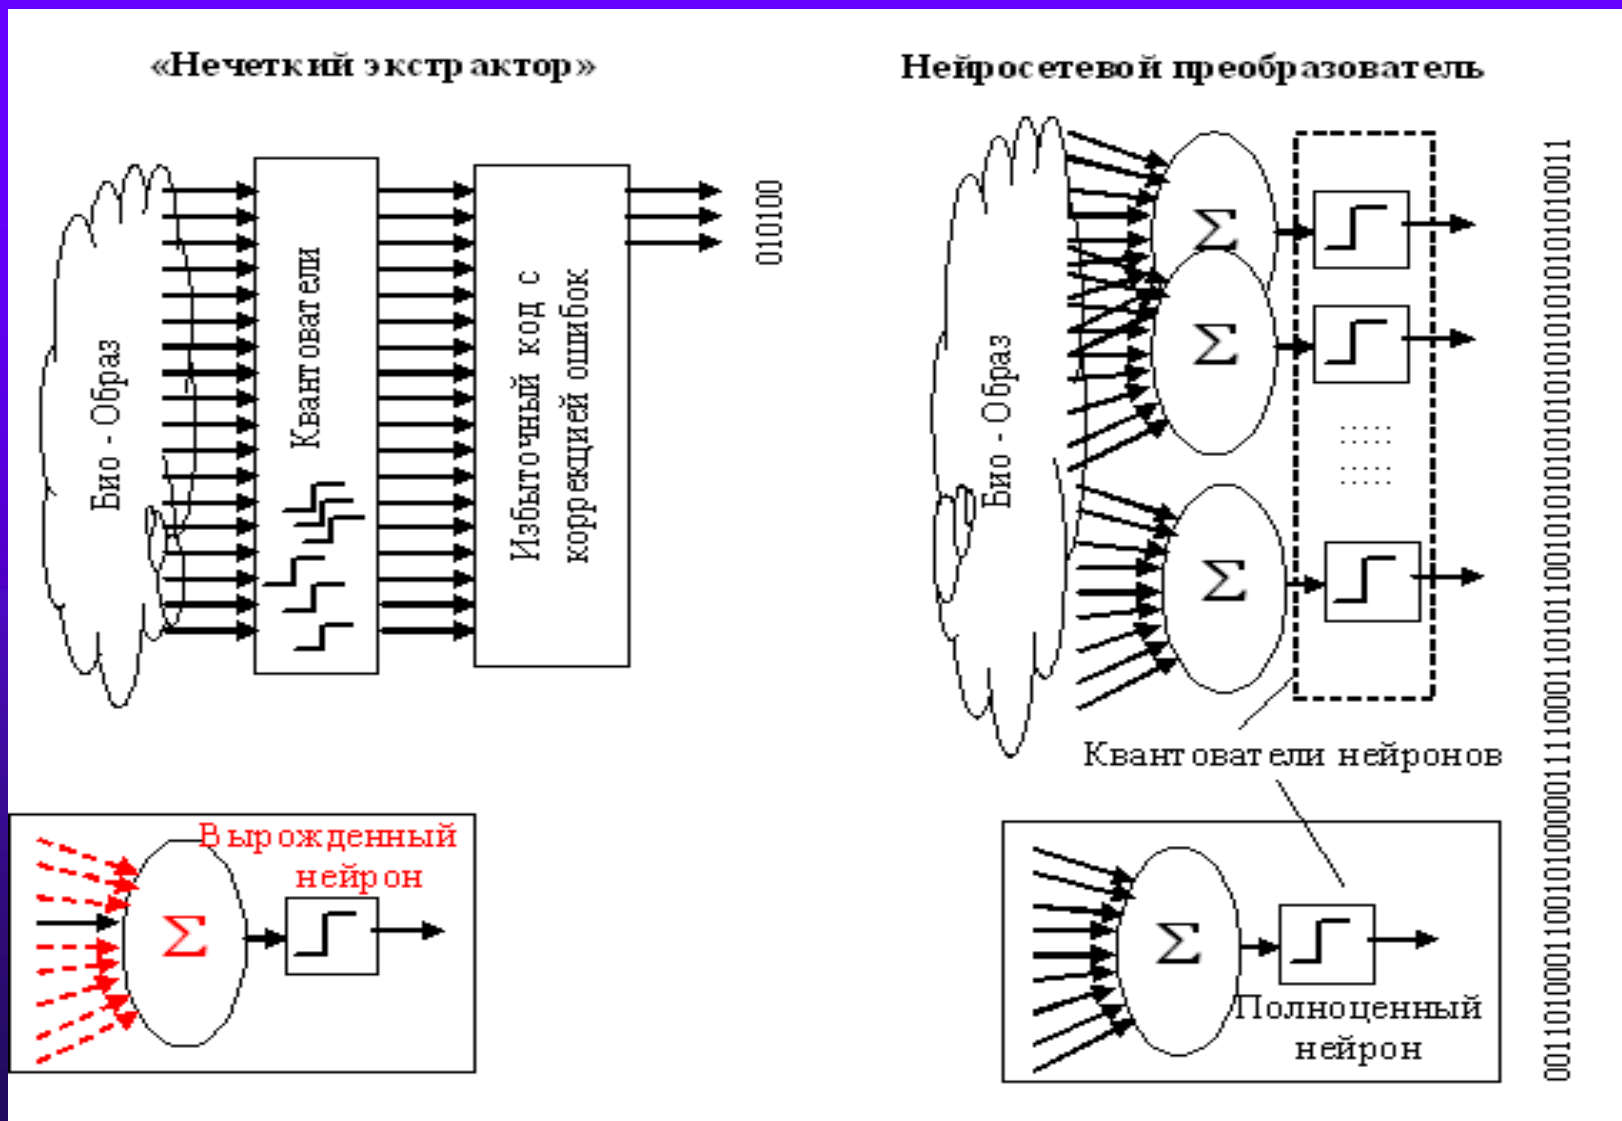 «Нечеткий экстрактор»
Био - Образ
Квантователи
Избыточный код с
коррекцией ошибок
010100
Вырожденный
нейрон
Σ
Нейросетевой преобразователь
Био - Образ
Σ
Σ
Σ
Квантователи нейронов
Σ
Полноценный
нейрон